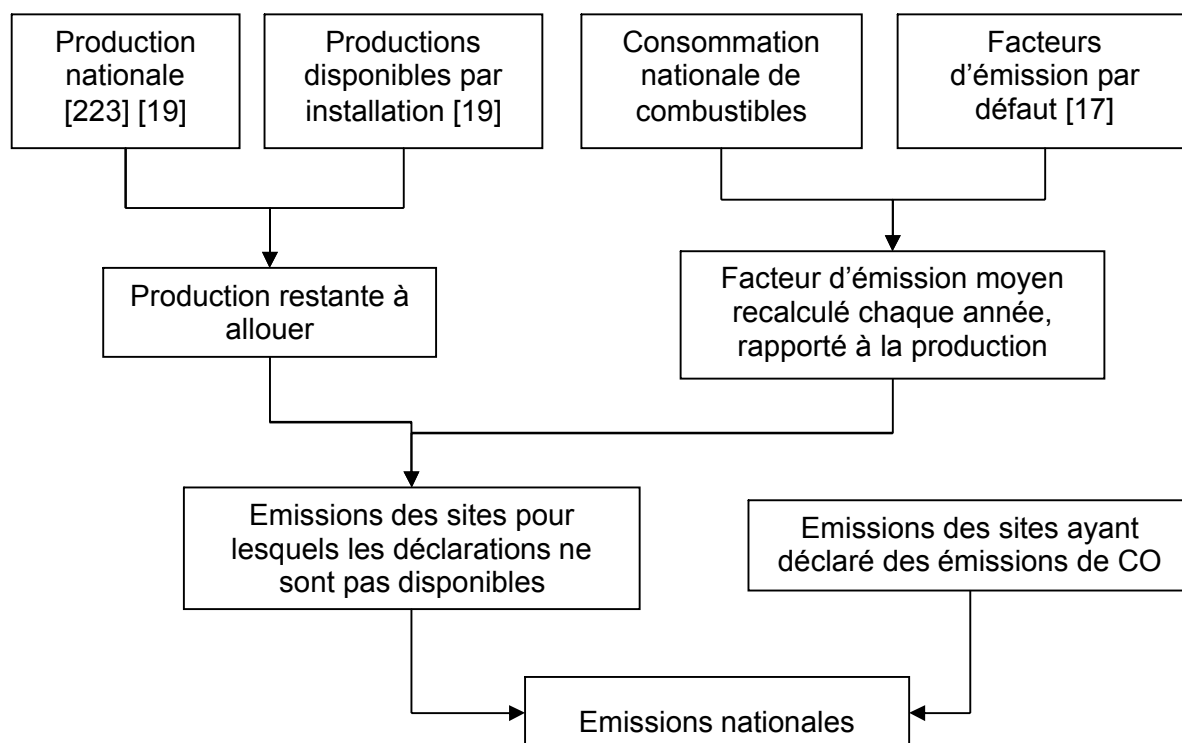 Production
nationale
[223] [19]
Productions
disponibles par
installation [19]
Consommation
nationale de
combustibles
Facteurs
d’émission par
défaut [17]
Production restante à
allouer
Facteur d’émission moyen
recalculé chaque année,
rapporté à la production
Emissions des sites pour
lesquels les déclarations ne
sont pas disponibles
Emissions des sites ayant
déclaré des émissions de CO
Emissions nationales